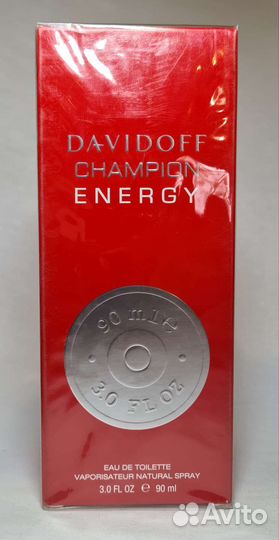 DAVIDOFF
CHAMPION
ENERGY
90 ml e
3.0 FL OZ
EAU DE TOILETTE
VAPORISATEUR NATURAL SPRAY
3.0 FL OZ e 90 ml
Avito